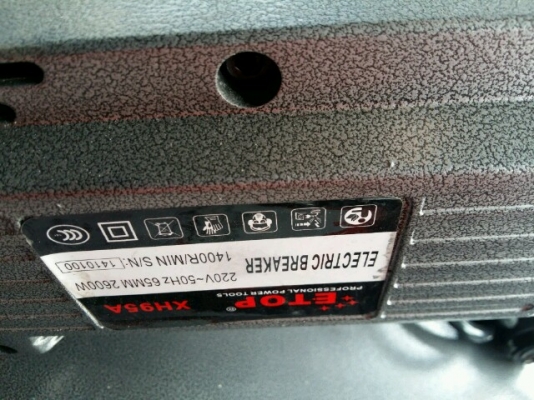 ETOP®
PROFESSIONAL POWER TOOLS
XH95A
220V~50Hz 65MM 2600W
1400R/MIN S/N: 1410100
ELECTRIC BREAKER